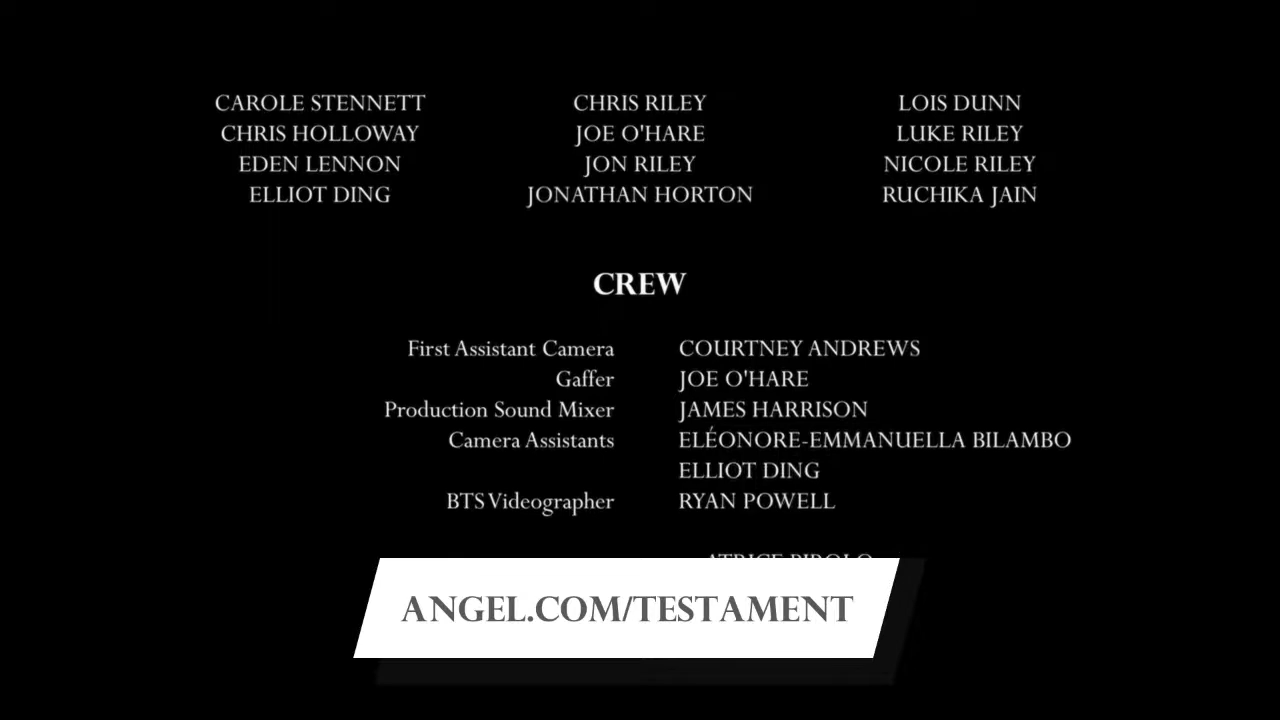 CAROLE STENNETT CHRIS RILEY LOIS DUNN
CHRIS HOLLOWAY JOE O'HARE LUKE RILEY
EDEN LENNON JON RILEY NICOLE RILEY
ELLIOT DING JONATHAN HORTON RUCHIKA JAIN
CREW
First Assistant Camera COURTNEY ANDREWS
Gaffer JOE O'HARE
Production Sound Mixer JAMES HARRISON
Camera Assistants ELÉONORE-EMMANUELLA BILAMBO
ELLIOT DING
BTS Videographer RYAN POWELL
ANGEL.COM/TESTAMENT